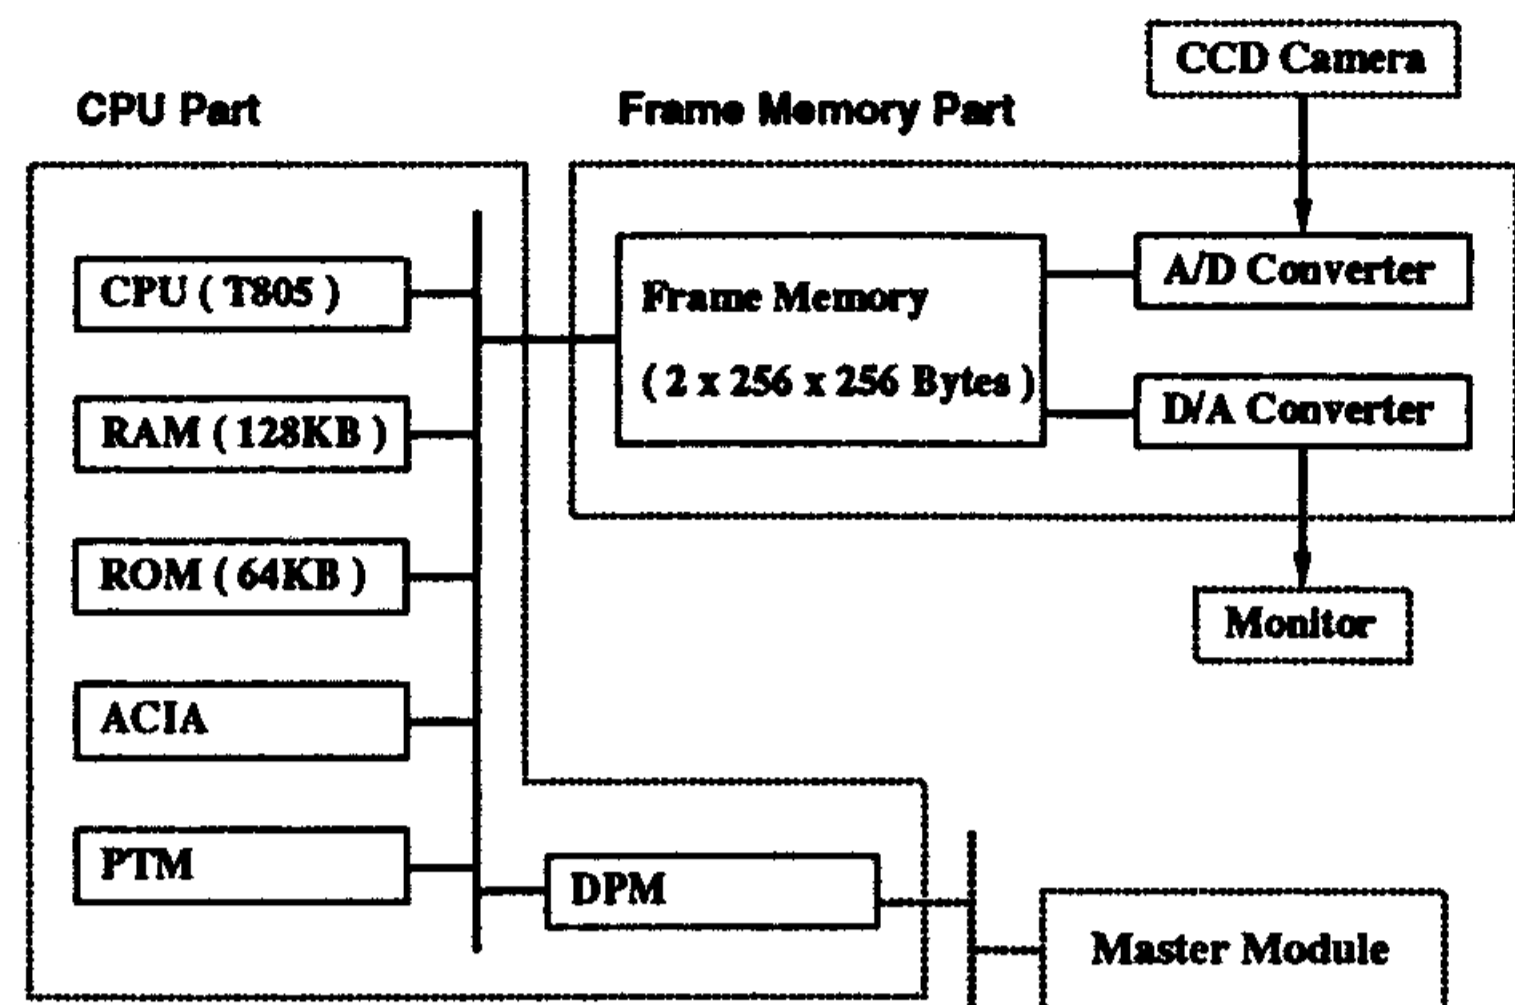 CCD Camera
CPU Part
Frame Memory Part
CPU ( T805 )
RAM ( 128KB )
ROM ( 64KB )
ACIA
PTM
DPM
Frame Memory
( 2 x 256 x 256 Bytes )
A/D Converter
D/A Converter
Monitor
Master Module